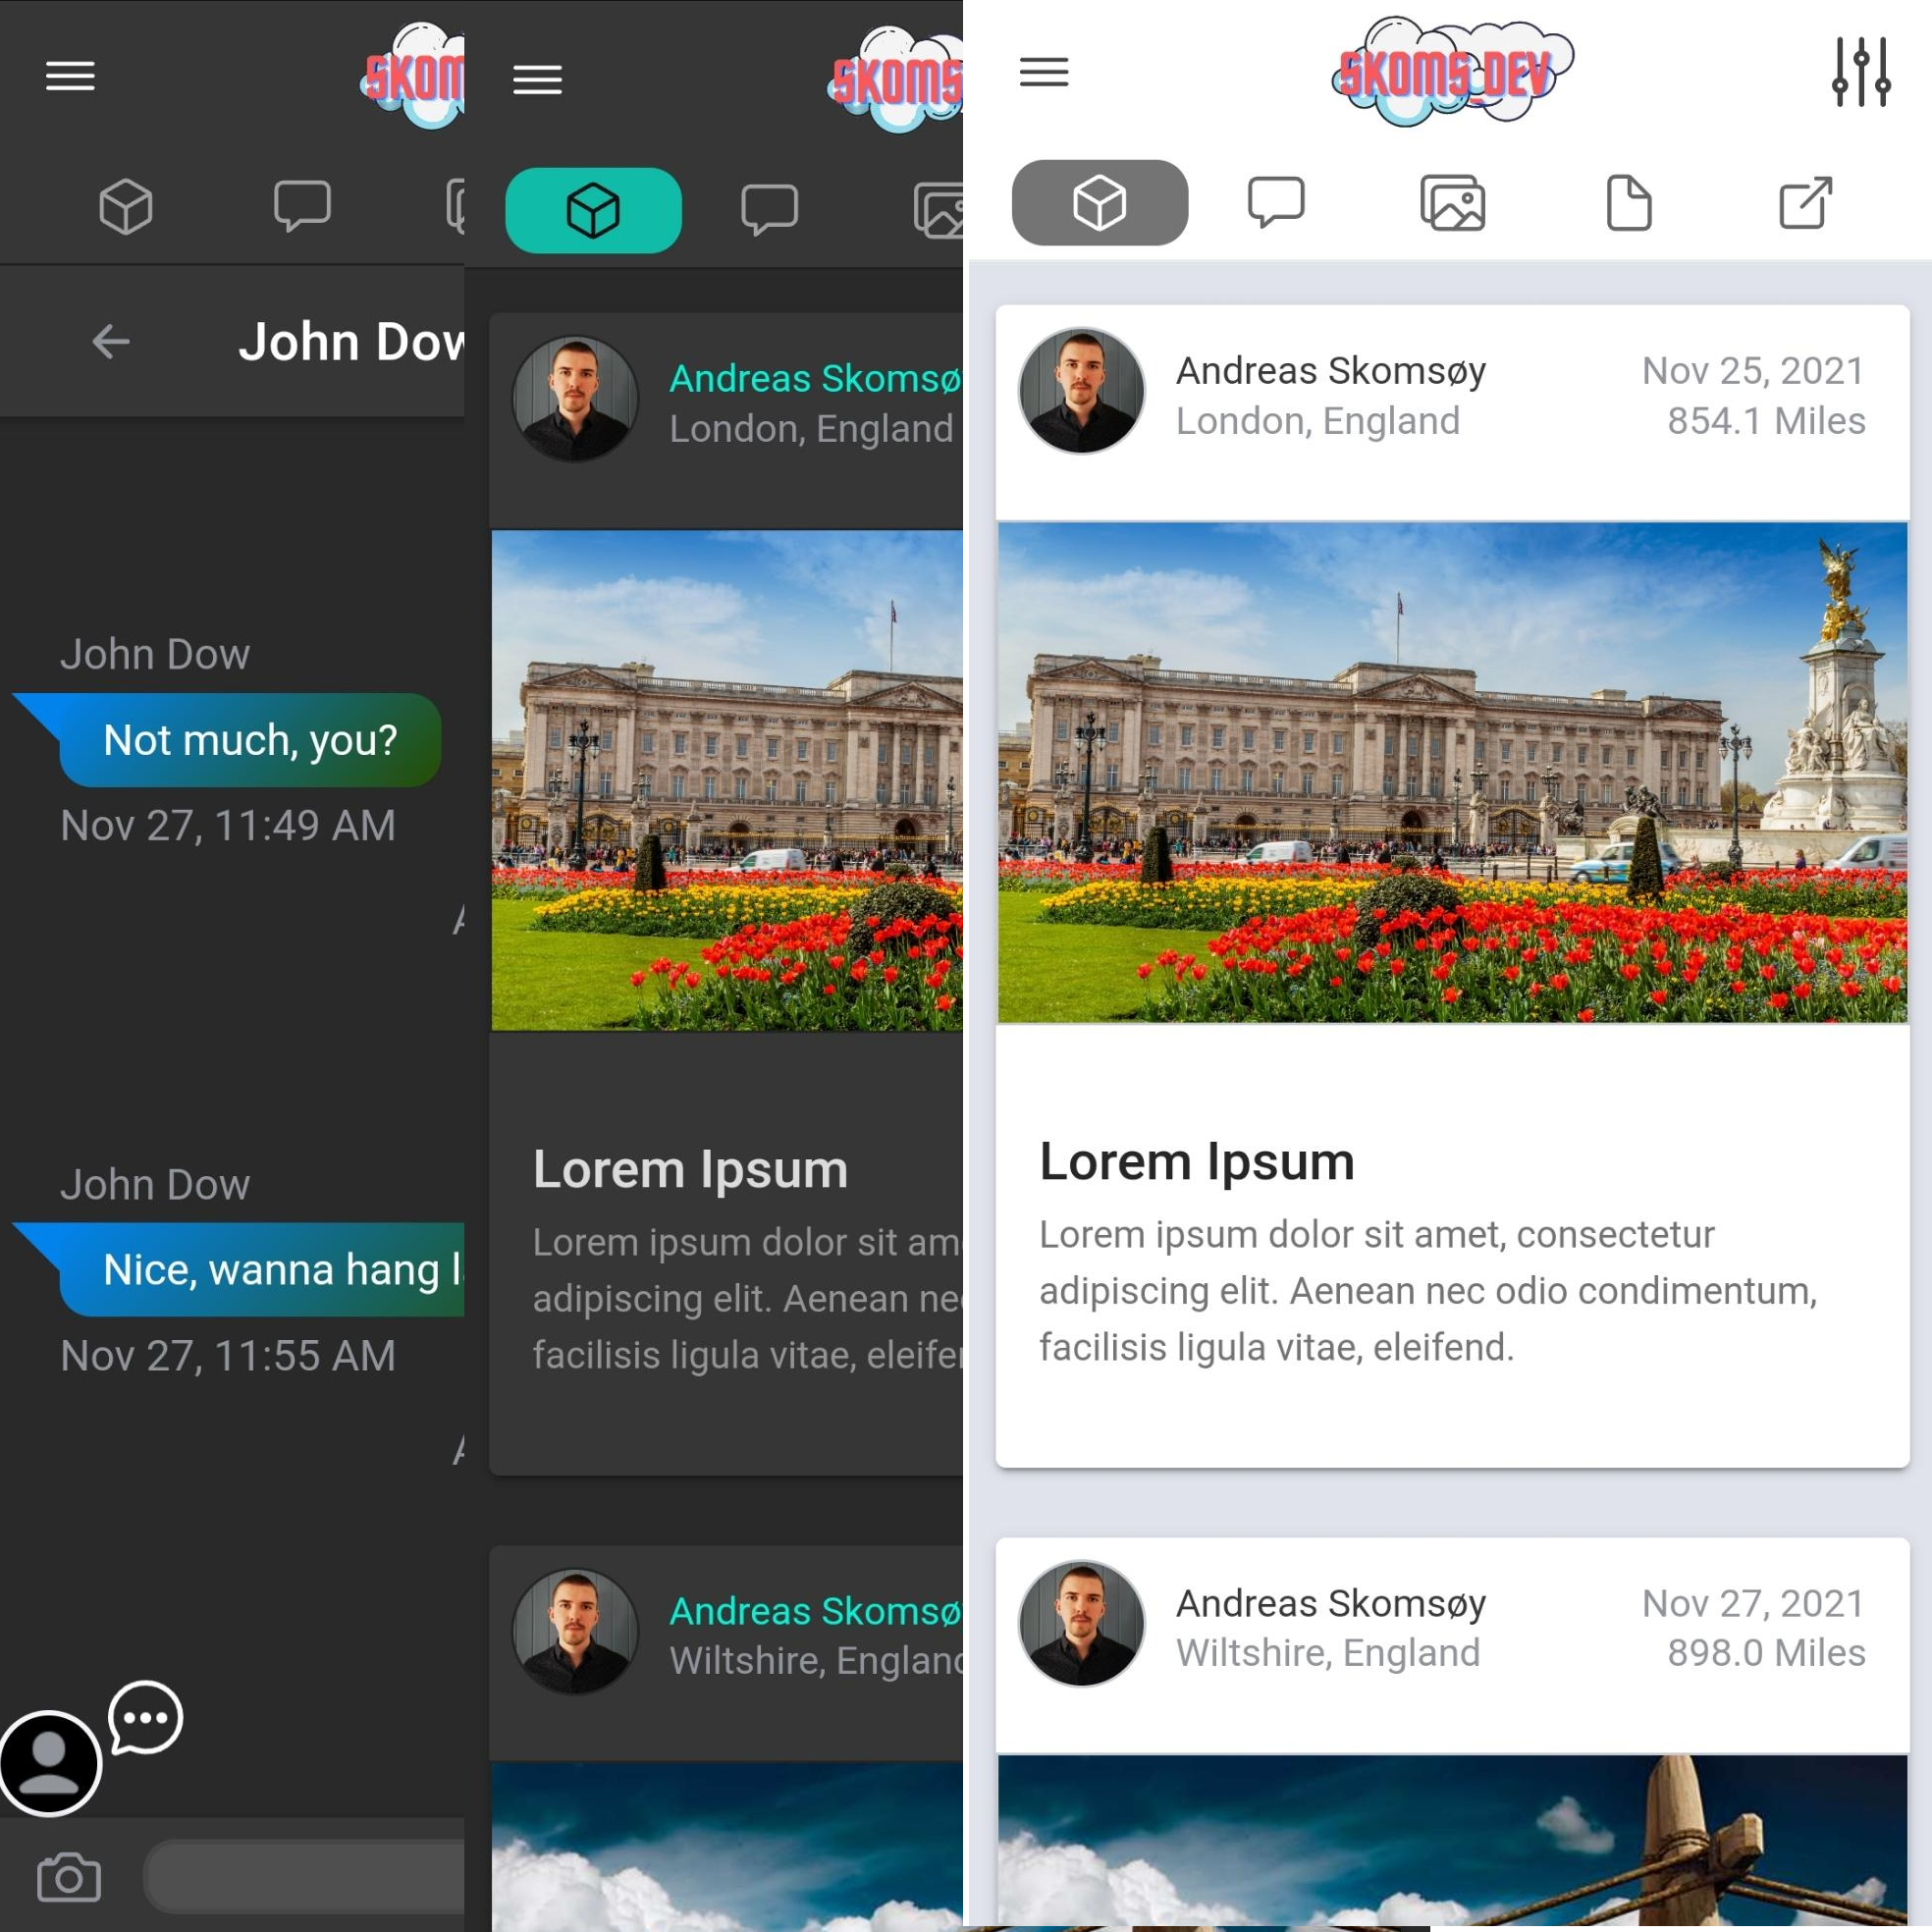 SKOM
John Dow
John Dow
Not much, you?
Nov 27, 11:49 AM
A
John Dow
Nice, wanna hang l
Nov 27, 11:55 AM
A
SKOMS
Andreas Skomsø
London, England
Lorem Ipsum
Lorem ipsum dolor sit am
adipiscing elit. Aenean ne
facilisis ligula vitae, eleife
Andreas Skomsø
Wiltshire, England
SKOMS_DEV
Andreas Skomsøy
Nov 25, 2021
London, England
854.1 Miles
Lorem Ipsum
Lorem ipsum dolor sit amet, consectetur
adipiscing elit. Aenean nec odio condimentum,
facilisis ligula vitae, eleifend.
Andreas Skomsøy
Nov 27, 2021
Wiltshire, England
898.0 Miles